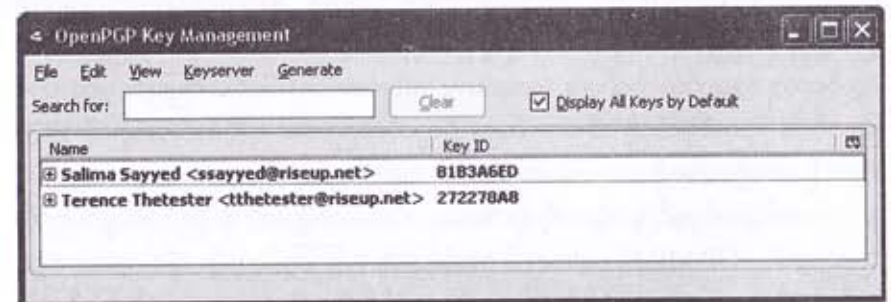 OpenPGP Key Management
File Edit View Keyserver Generate
Search for: Clear Display All Keys by Default
Name Key ID
Salima Sayyed <ssayyed@riseup.net> B1B3A6ED
Terence Thetester <tthetester@riseup.net> 272278A8